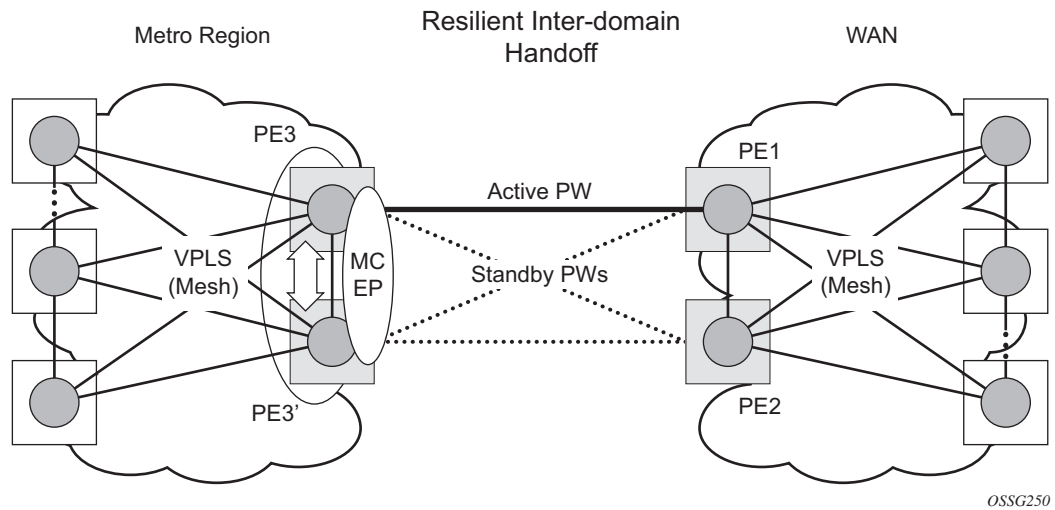 Resilient Inter-domain
Handoff
Metro Region
WAN
PE3
PE1
Active PW
VPLS
(Mesh)
MC
EP
Standby PWs
VPLS
(Mesh)
PE3’
PE2
OSSG250